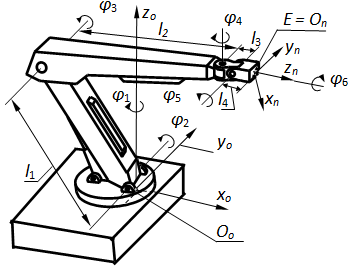 φ₃
z₀
l₂
φ₄
l₃
E = Oₙ
yₙ
zₙ
φ₆
φ₁
φ₅
l₄
xₙ
φ₂
y₀
l₁
x₀
O₀